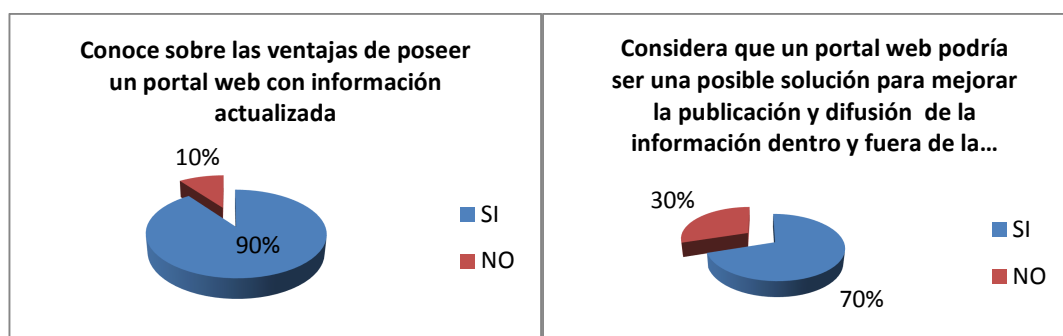 Conoce sobre las ventajas de poseer
un portal web con información
actualizada
10%
90%
SI
NO
Considera que un portal web podría
ser una posible solución para mejorar
la publicación y difusión  de la
información dentro y fuera de la…
30%
70%
SI
NO